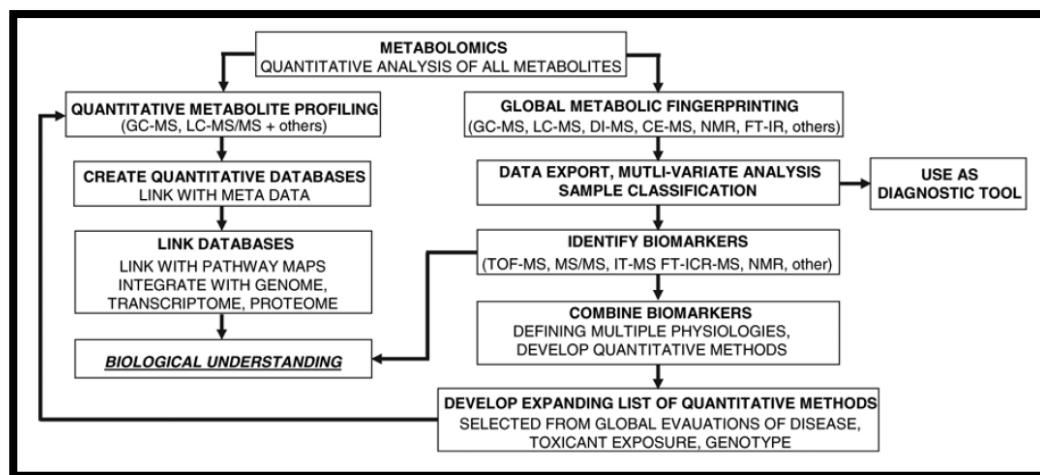 METABOLOMICS
QUANTITATIVE ANALYSIS OF ALL METABOLITES
QUANTITATIVE METABOLITE PROFILING
(GC-MS, LC-MS/MS + others)
CREATE QUANTITATIVE DATABASES
LINK WITH META DATA
LINK DATABASES
LINK WITH PATHWAY MAPS
INTEGRATE WITH GENOME,
TRANSCRIPTOME, PROTEOME
BIOLOGICAL UNDERSTANDING
GLOBAL METABOLIC FINGERPRINTING
(GC-MS, LC-MS, DI-MS, CE-MS, NMR, FT-IR, others)
DATA EXPORT, MUTLI-VARIATE ANALYSIS
SAMPLE CLASSIFICATION
USE AS
DIAGNOSTIC TOOL
IDENTIFY BIOMARKERS
(TOF-MS, MS/MS, IT-MS FT-ICR-MS, NMR, other)
COMBINE BIOMARKERS
DEFINING MULTIPLE PHYSIOLOGIES,
DEVELOP QUANTITATIVE METHODS
DEVELOP EXPANDING LIST OF QUANTITATIVE METHODS
SELECTED FROM GLOBAL EVAUATIONS OF DISEASE,
TOXICANT EXPOSURE, GENOTYPE